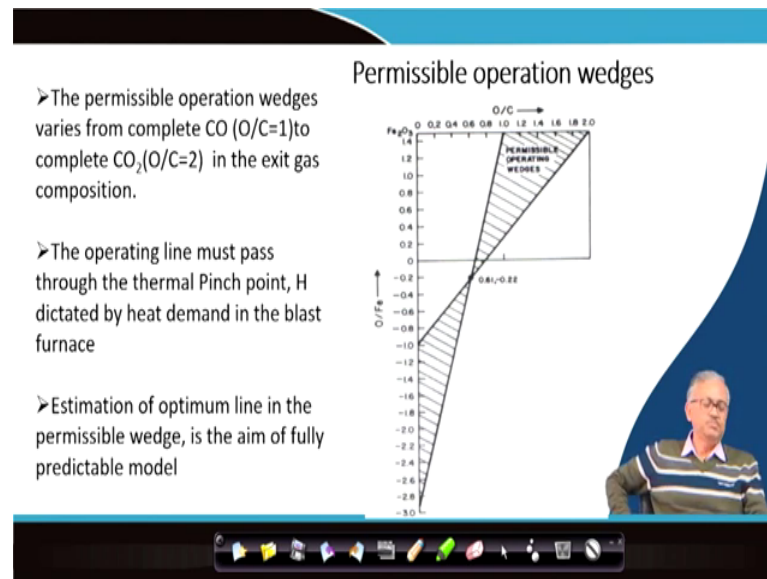 Permissible operation wedges
➢The permissible operation wedges
varies from complete CO (O/C=1)to
complete CO₂(O/C=2) in the exit gas
composition.
➢The operating line must pass
through the thermal Pinch point, H
dictated by heat demand in the blast
furnace
➢Estimation of optimum line in the
permissible wedge, is the aim of fully
predictable model
O/C
0 0.2 0.4 0.6 0.8 1.0 1.2 1.4 1.6 1.8 2.0
Fe₂O₃
1.4
1.2
1.0
0.8
0.6
0.4
0.2
0
-0.2
-0.4
-0.6
-0.8
-1.0
-1.2
-1.4
-1.6
-1.8
-2.0
-2.2
-2.4
-2.6
-2.8
-3.0
O/Fe
PERMISSIBLE
OPERATING
WEDGES
0.61,-0.22